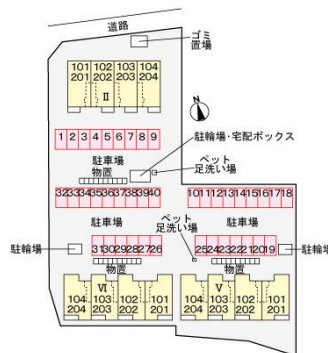 道路
ゴミ
置場
101 102 103 104
201 202 203 204
II
N
1 2 3 4 5 6 7 8 9
駐輪場・宅配ボックス
駐車場
物置
ペット
足洗い場
32 33 34 35 36 37 38 39 40
10 11 12 13 14 15 16 17 18
駐車場
ペット
足洗い場
駐車場
駐輪場
31 30 29 28 27 26
25 24 23 22 21 20 19
駐輪場
物置
物置
VI
V
104 103 102 101
204 203 202 201
104 103 102 101
204 203 202 201